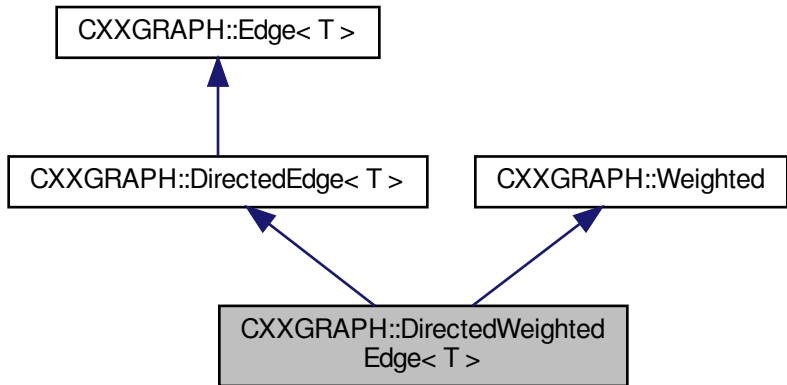 CXXGRAPH::Edge< T >
CXXGRAPH::DirectedEdge< T >
CXXGRAPH::Weighted
CXXGRAPH::DirectedWeighted
Edge< T >